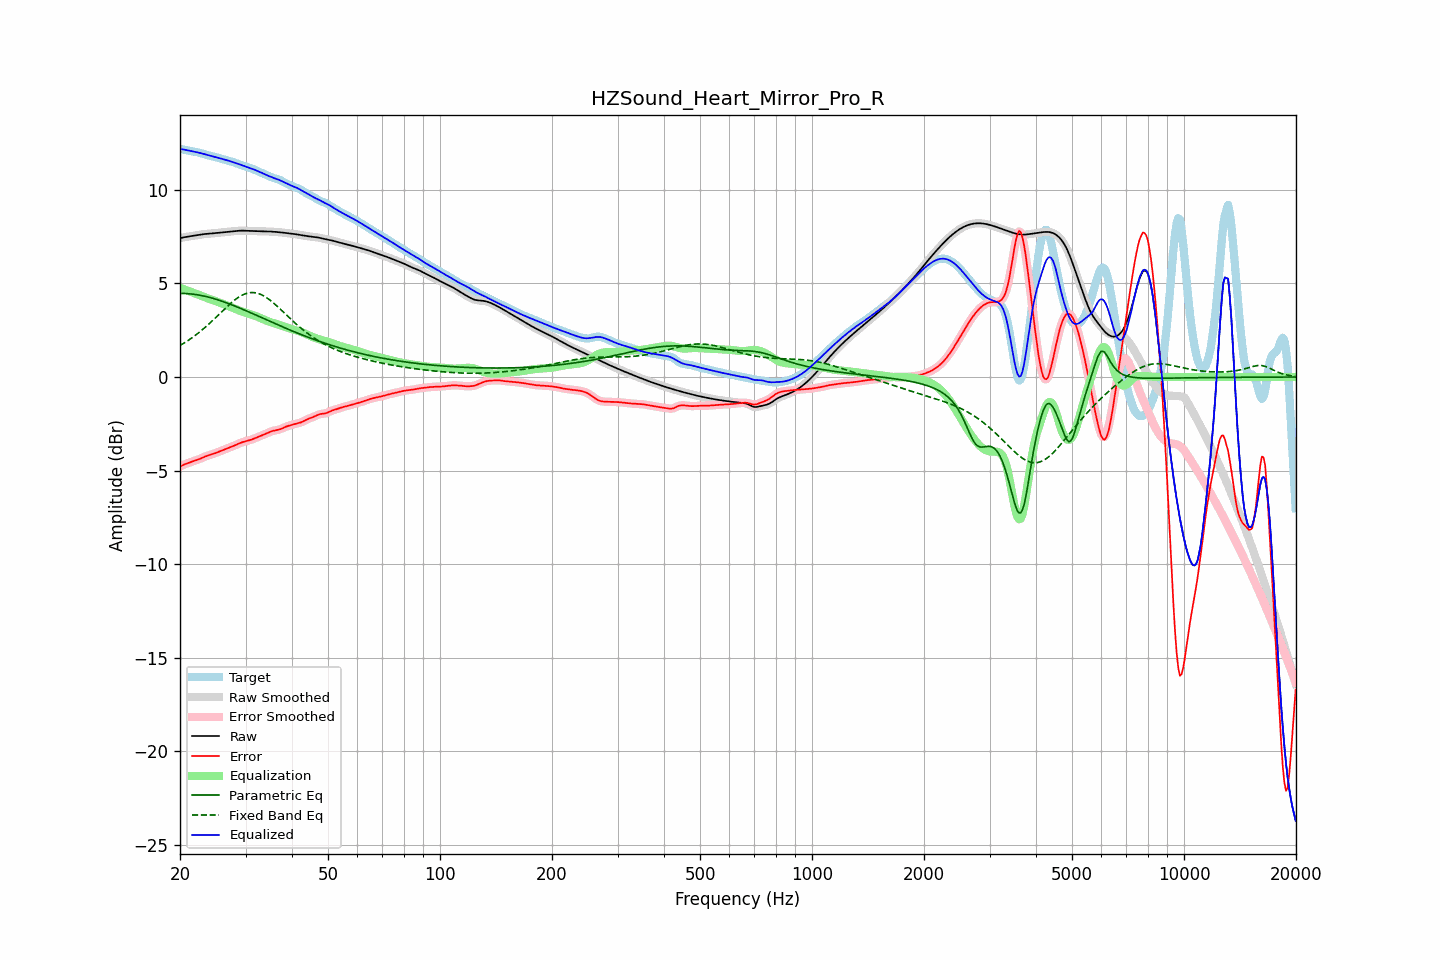 HZSound_Heart_Mirror_Pro_R
Amplitude (dBr)
10
5
0
−5
−10
−15
−20
−25
Target
Raw Smoothed
Error Smoothed
Raw
Error
Equalization
Parametric Eq
Fixed Band Eq
Equalized
20 50 100 200 500 1000 2000 5000 10000 20000
Frequency (Hz)